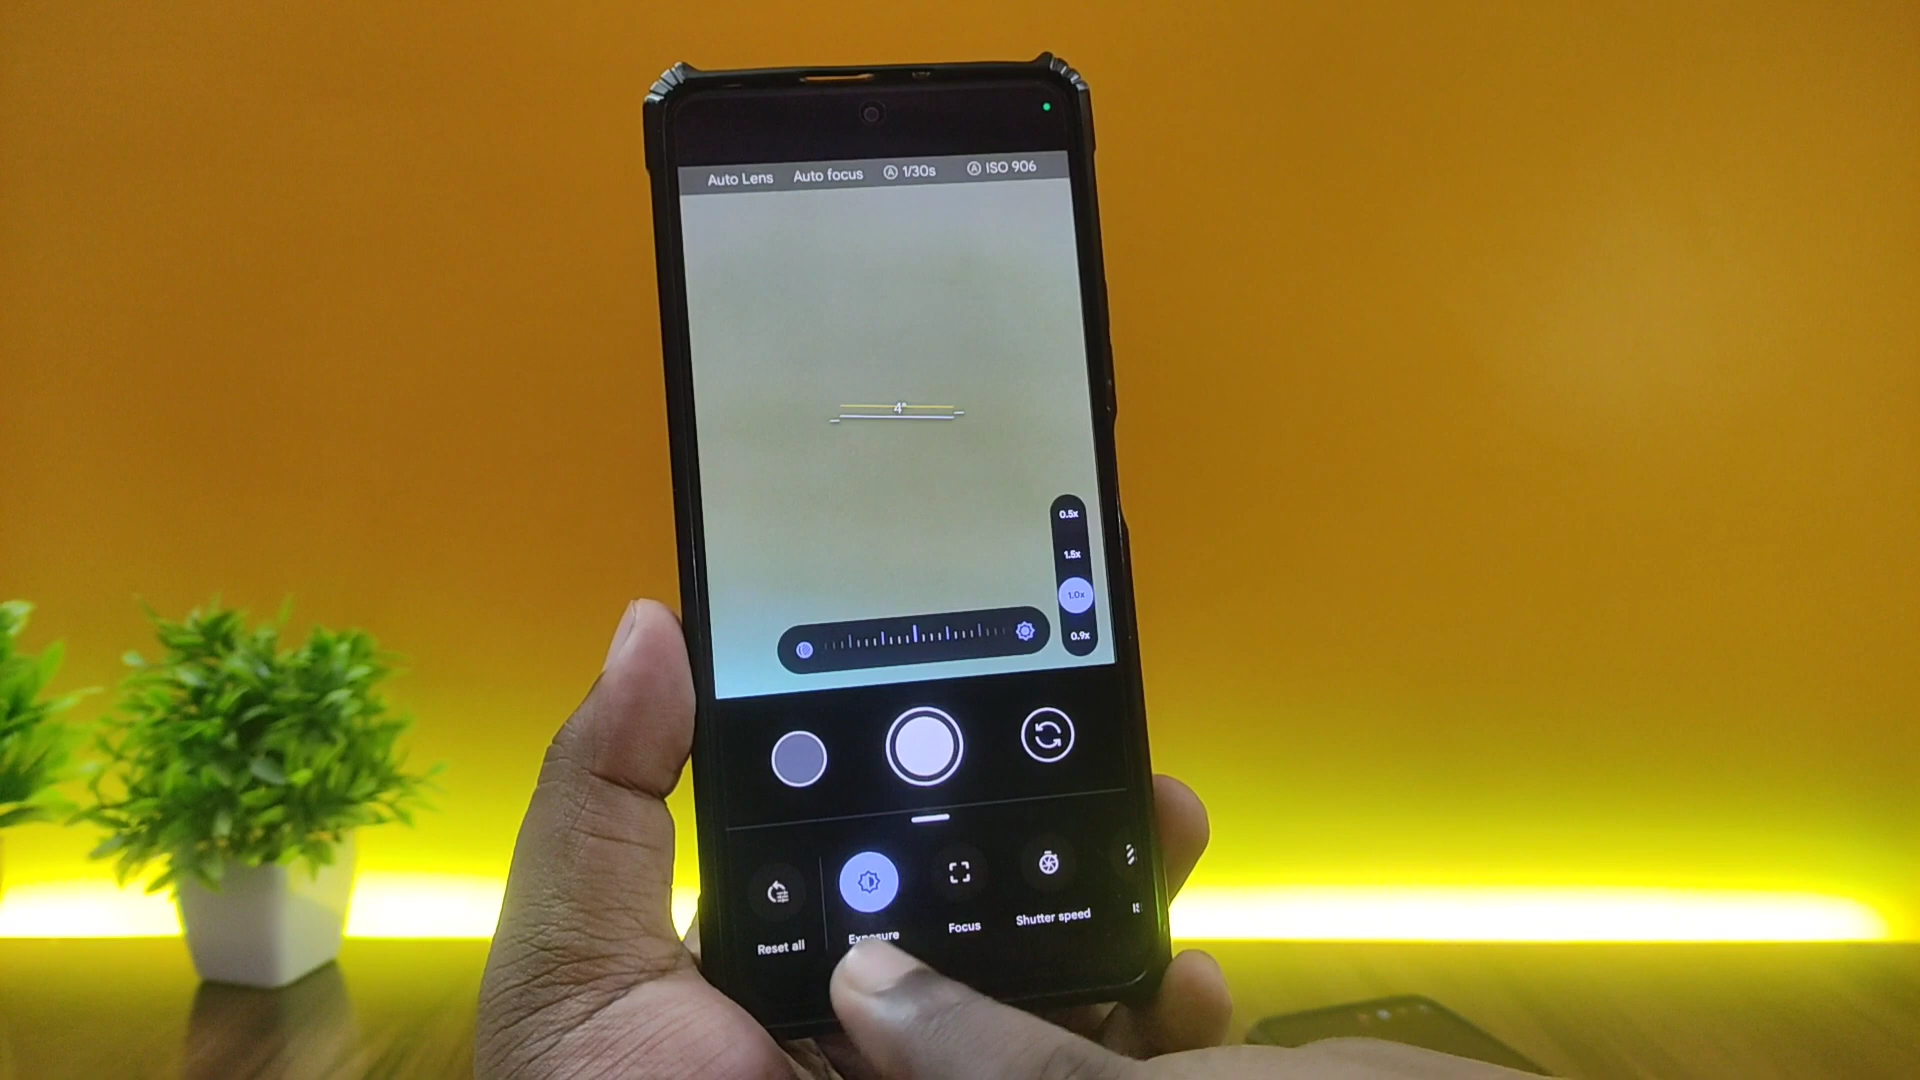 Auto Lens Auto focus A 1/30s A ISO 906
4°
0.5x
1.5x
1.0x
0.9x
Reset all Exposure Focus Shutter speed